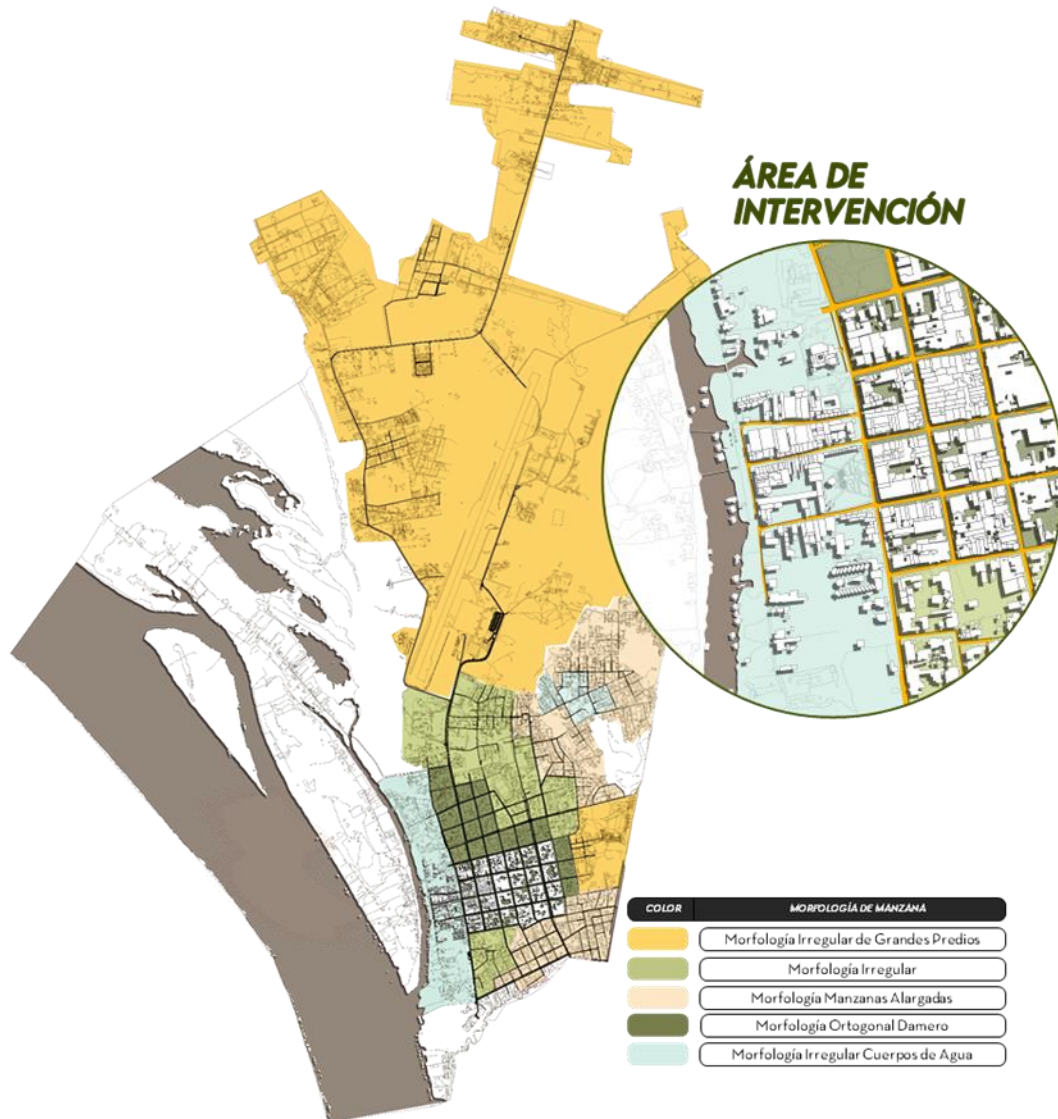 ÁREA DE
INTERVENCIÓN
COLOR MORFOLOGÍA DE MANZANA
Morfología Irregular de Grandes Predios
Morfología Irregular
Morfología Manzanas Alargadas
Morfología Ortogonal Damero
Morfología Irregular Cuerpos de Agua